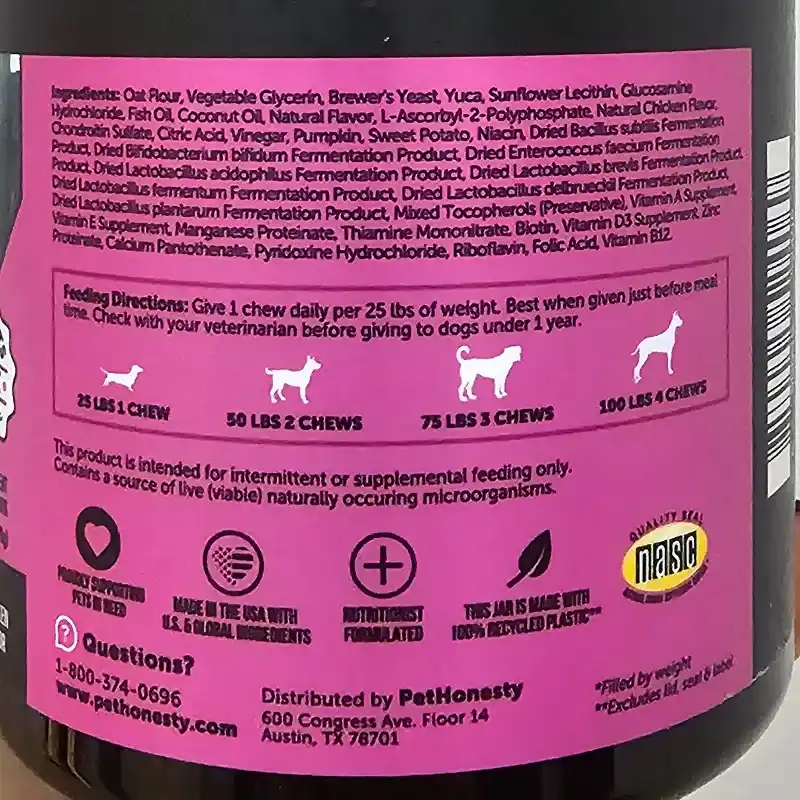 Ingredients: Oat Flour, Vegetable Glycerin, Brewer's Yeast, Yuca, Sunflower Lecithin, Glucosamine
Hydrochloride, Fish Oil, Coconut Oil, Natural Flavor, L-Ascorbyl-2-Polyphosphate, Natural Chicken Flavor,
Chondroitin Sulfate, Citric Acid, Vinegar, Pumpkin, Sweet Potato, Niacin, Dried Bacillus subtilis Fermentation
Product, Dried Bifidobacterium bifidum Fermentation Product, Dried Enterococcus faecium Fermentation
Product, Dried Lactobacillus acidophilus Fermentation Product, Dried Lactobacillus brevis Fermentation Product,
Dried Lactobacillus fermentum Fermentation Product, Dried Lactobacillus delbrueckii Fermentation Product,
Dried Lactobacillus plantarum Fermentation Product, Mixed Tocopherols (Preservative), Vitamin A Supplement,
Vitamin E Supplement, Manganese Proteinate, Thiamine Mononitrate, Biotin, Vitamin D3 Supplement, Zinc
Proteinate, Calcium Pantothenate, Pyridoxine Hydrochloride, Riboflavin, Folic Acid, Vitamin B12.
Feeding Directions: Give 1 chew daily per 25 lbs of weight. Best when given just before meal
time. Check with your veterinarian before giving to dogs under 1 year.
25 LBS 1 CHEW
50 LBS 2 CHEWS
75 LBS 3 CHEWS
100 LBS 4 CHEWS
This product is intended for intermittent or supplemental feeding only.
Contains a source of live (viable) naturally occuring microorganisms.
PROUDLY SUPPORTING
PETS IN NEED
MADE IN THE USA WITH
U.S. & GLOBAL INGREDIENTS
NUTRITIONIST
FORMULATED
THIS JAR IS MADE WITH
100% RECYCLED PLASTIC**
QUALITY SEAL
nasc
? Questions?
1-800-374-0696
www.pethonesty.com
Distributed by PetHonesty
600 Congress Ave. Floor 14
Austin, TX 78701
*Filled by weight
**Excludes lid, seal & label